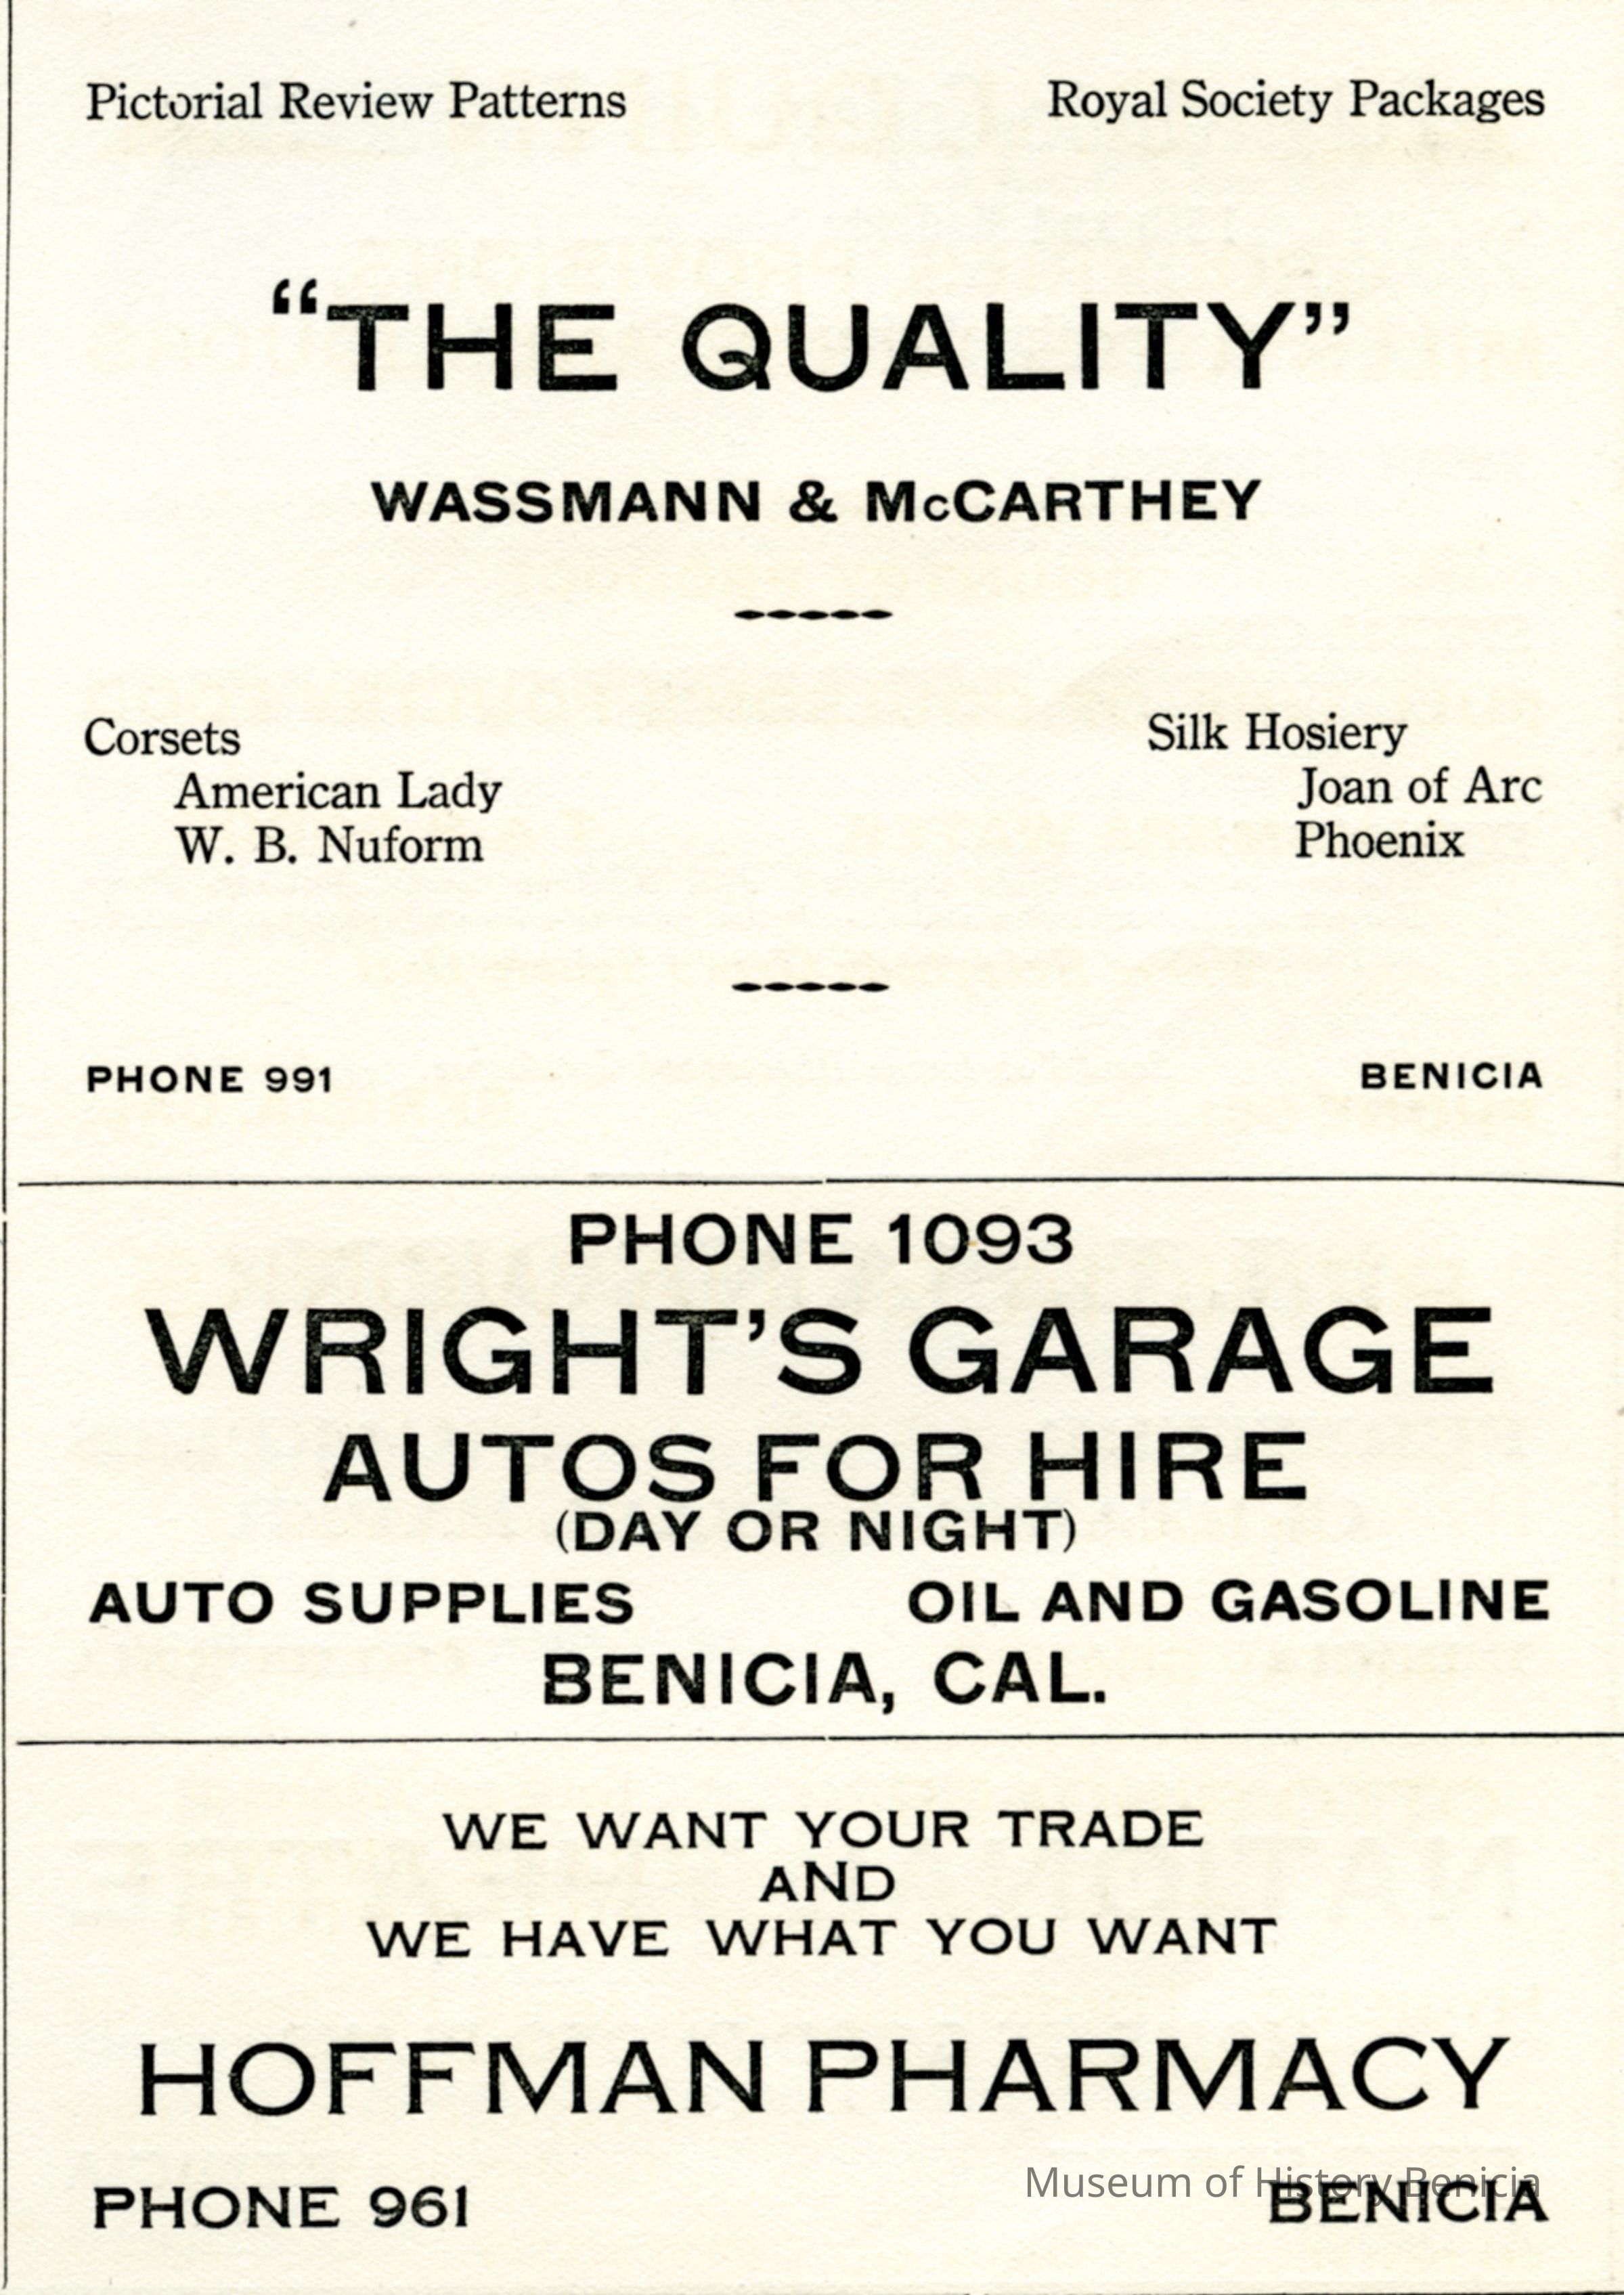 Pictorial Review Patterns Royal Society Packages
“THE QUALITY”
WASSMANN & McCARTHEY
Corsets Silk Hosiery
American Lady Joan of Arc
W. B. Nuform Phoenix
PHONE 991 BENICIA
PHONE 1093
WRIGHT’S GARAGE
AUTOS FOR HIRE
(DAY OR NIGHT)
AUTO SUPPLIES OIL AND GASOLINE
BENICIA, CAL.
WE WANT YOUR TRADE
AND
WE HAVE WHAT YOU WANT
HOFFMAN PHARMACY
Museum of History Benicia
PHONE 961 BENICIA